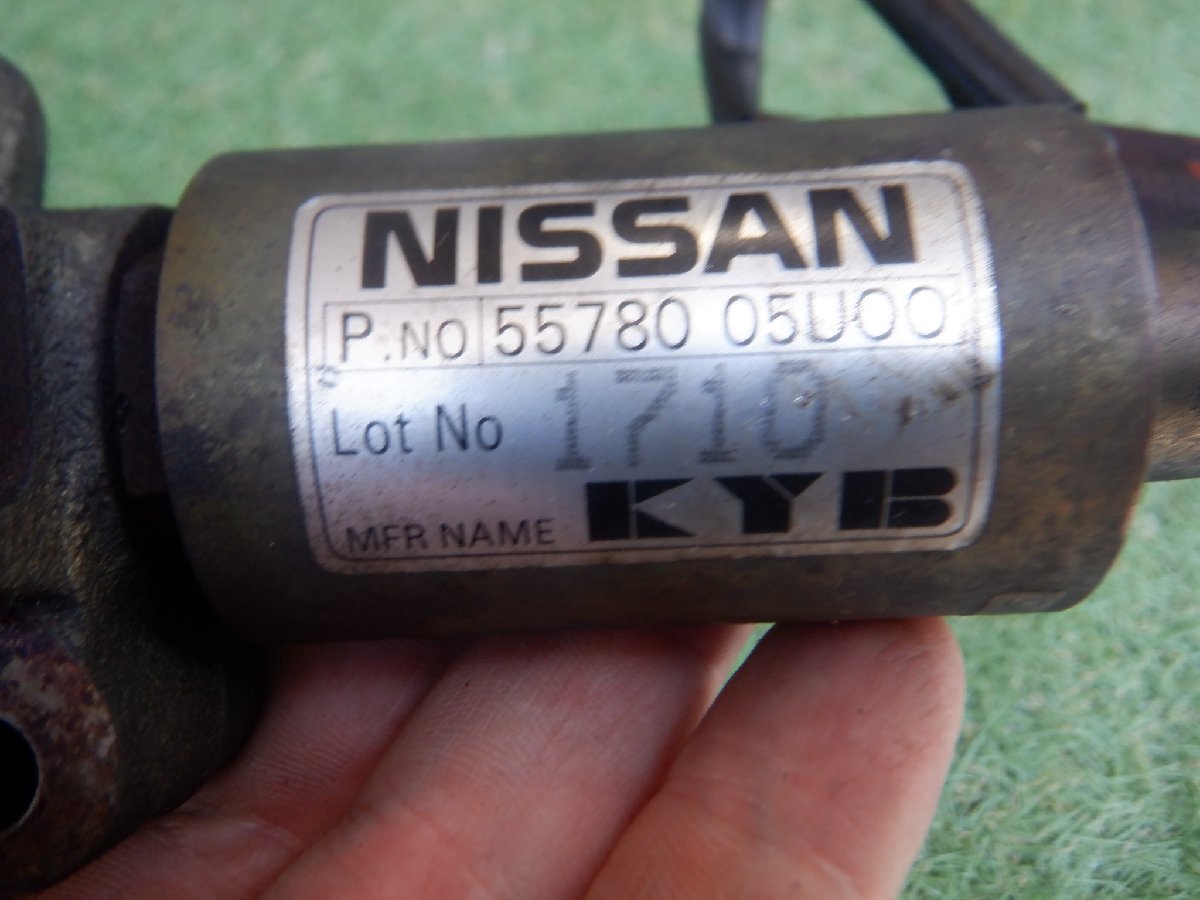 NISSAN
P.NO 55780 05U00
Lot No 1710
MFR NAME KYB